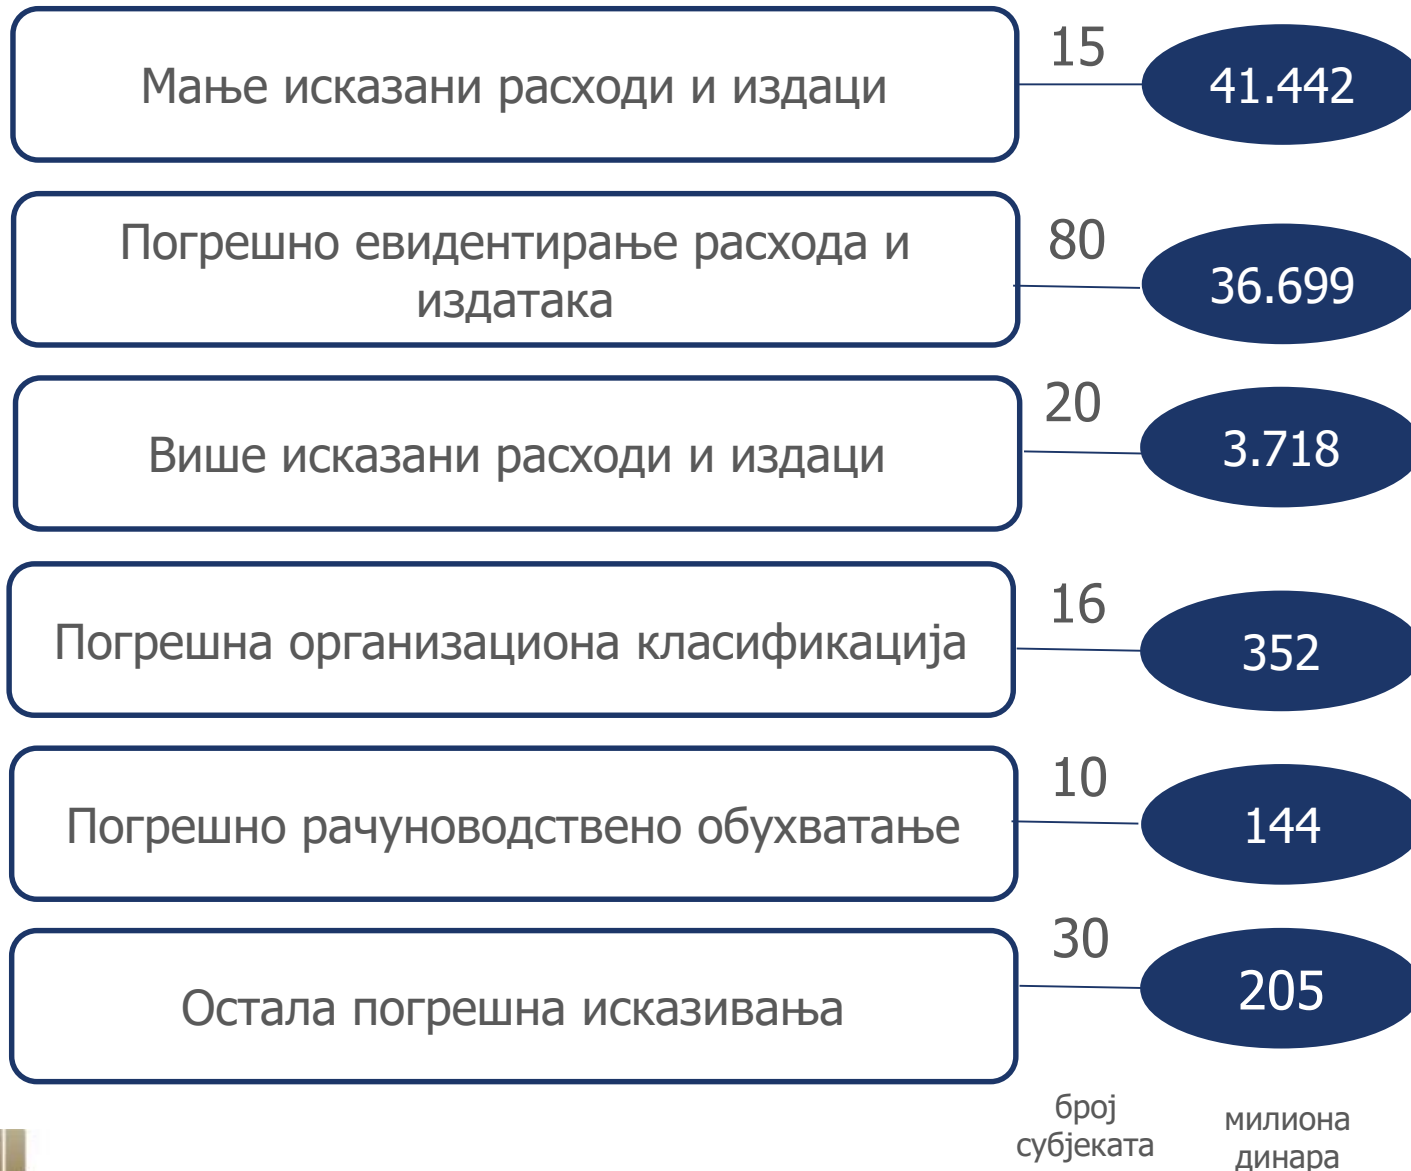 Мање исказани расходи и издаци
15
41.442
Погрешно евидентирање расхода и
издатака
80
36.699
Више исказани расходи и издаци
20
3.718
Погрешна организациона класификација
16
352
Погрешно рачуноводствено обухватање
10
144
Остала погрешна исказивања
30
205
број
субјеката
милиона
динара